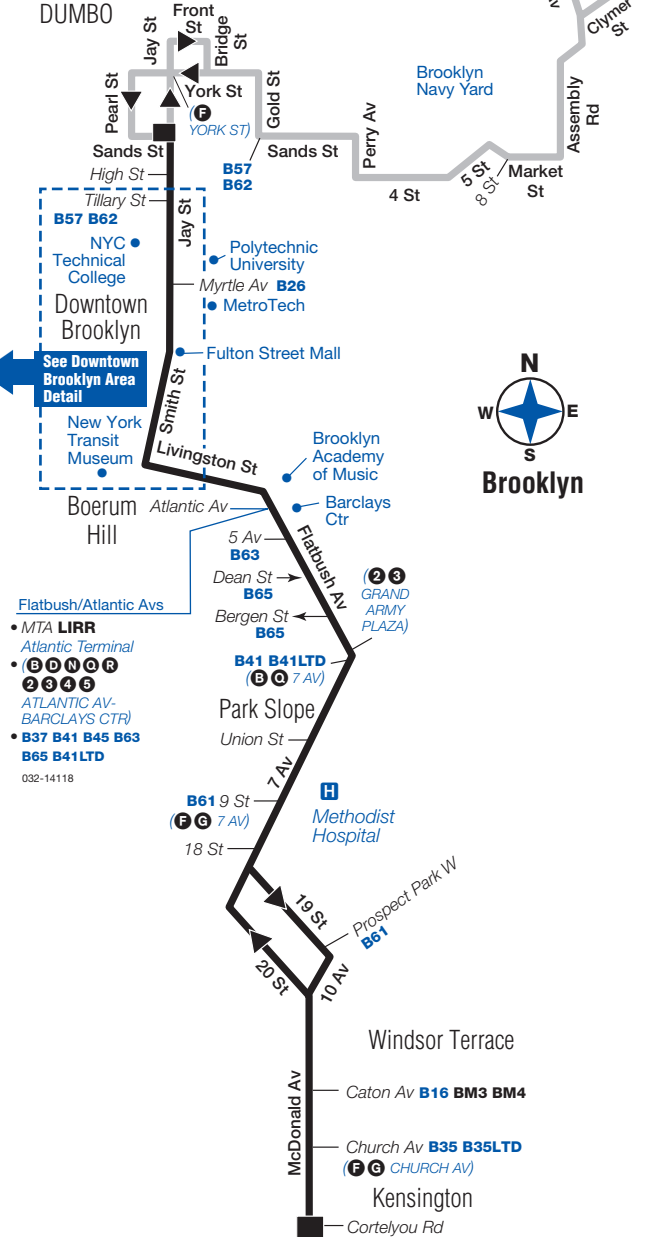 DUMBO
Front
St
Jay St
Bridge
St
Pearl St
York St
Gold St
(F
YORK ST)
Sands St
B57
B62
Sands St
Perry Av
4 St
5 St
8 St
Market
St
Assembly
Rd
Clymer
St
Av
Brooklyn
Navy Yard
High St
Tillary St
B57 B62
Jay St
NYC
Technical
College
Polytechnic
University
Myrtle Av B26
MetroTech
Downtown
Brooklyn
See Downtown
Brooklyn Area
Detail
Fulton Street Mall
Smith St
New York
Transit
Museum
Livingston St
N
W E
S
Brooklyn
Brooklyn
Academy
of Music
Boerum
Hill
Atlantic Av
Barclays
Ctr
5 Av
B63
Flatbush Av
Dean St
B65
Bergen St
B65
(2 3
GRAND
ARMY
PLAZA)
Flatbush/Atlantic Avs
• MTA LIRR
Atlantic Terminal
• (B D N Q R
2 3 4 5
ATLANTIC AV-
BARCLAYS CTR)
• B37 B41 B45 B63
B65 B41LTD
032-14118
B41 B41LTD
(B Q 7 AV)
Park Slope
Union St
7 Av
B61 9 St
(F G 7 AV)
H
Methodist
Hospital
18 St
19 St
Prospect Park W
B61
20 St
10 Av
Windsor Terrace
McDonald Av
Caton Av B16 BM3 BM4
Church Av B35 B35LTD
(F G CHURCH AV)
Kensington
Cortelyou Rd